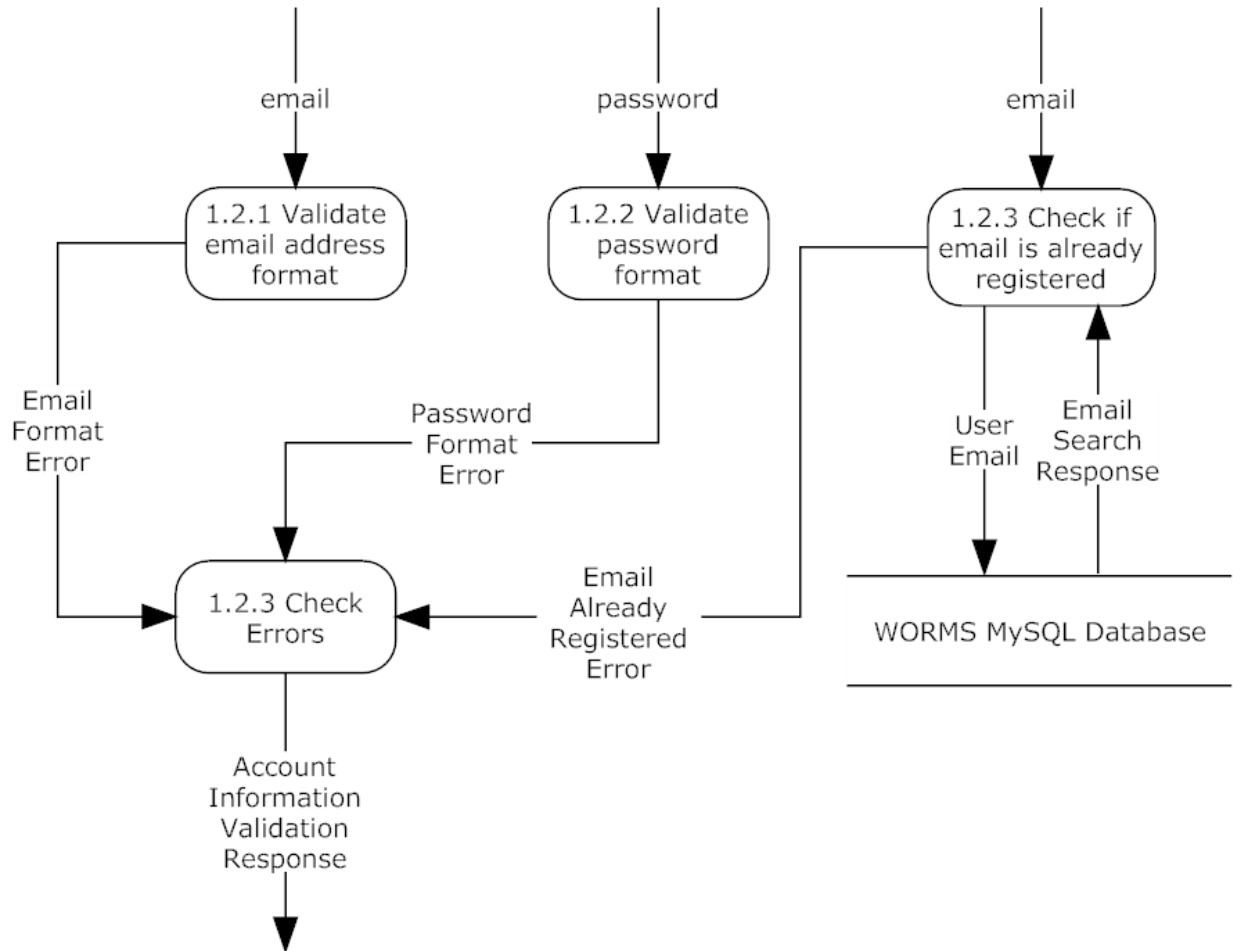 email
password
email
1.2.1 Validate
email address
format
1.2.2 Validate
password
format
1.2.3 Check if
email is already
registered
Email
Format
Error
Password
Format
Error
User
Email
Email
Search
Response
1.2.3 Check
Errors
Email
Already
Registered
Error
WORMS MySQL Database
Account
Information
Validation
Response